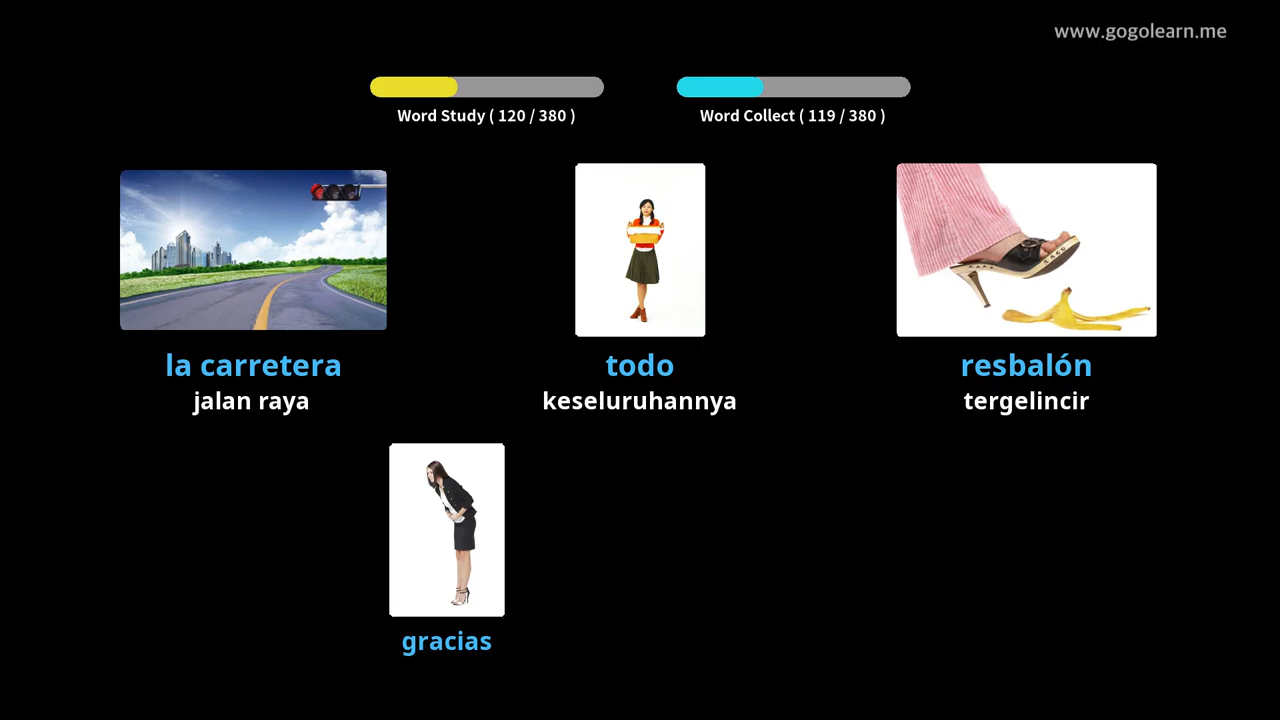 www.gogolearn.me
Word Study ( 120 / 380 )
Word Collect ( 119 / 380 )
la carretera
jalan raya
todo
keseluruhannya
resbalón
tergelincir
gracias